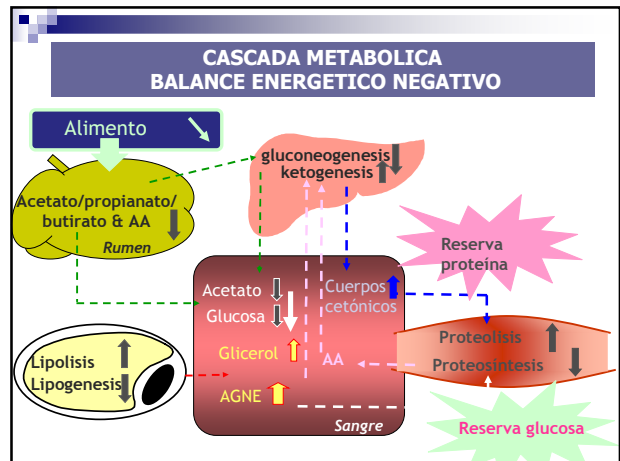 CASCADA METABOLICA
BALANCE ENERGETICO NEGATIVO
Alimento
gluconeogenesis
ketogenesis
Acetato/propianato/
butirato & AA
Rumen
Reserva
proteína
Acetato
Glucosa
Cuerpos
cetónicos
Glicerol
AA
AGNE
Sangre
Lipolisis
Lipogenesis
Proteolisis
Proteosintesis
Reserva glucosa